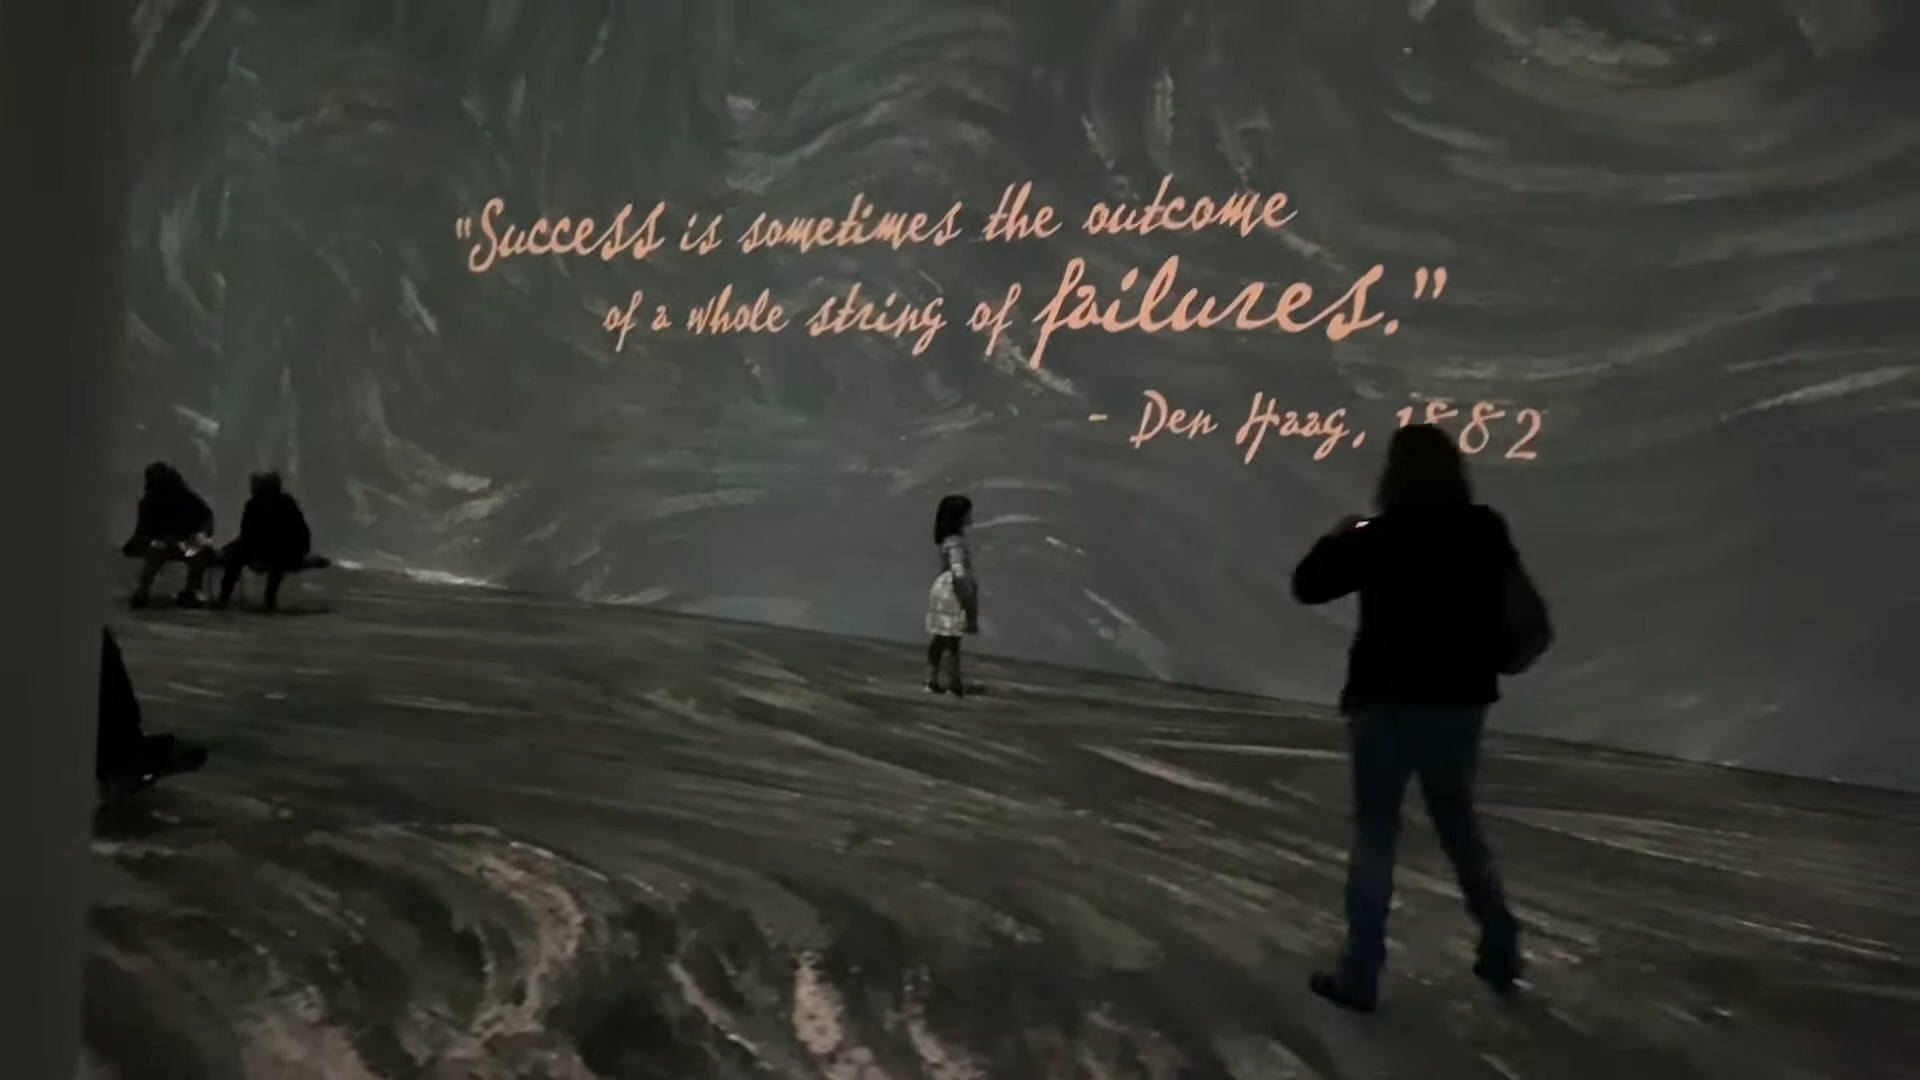 "Success is sometimes the outcome
of a whole string of failures."
- Den Haag, 1882